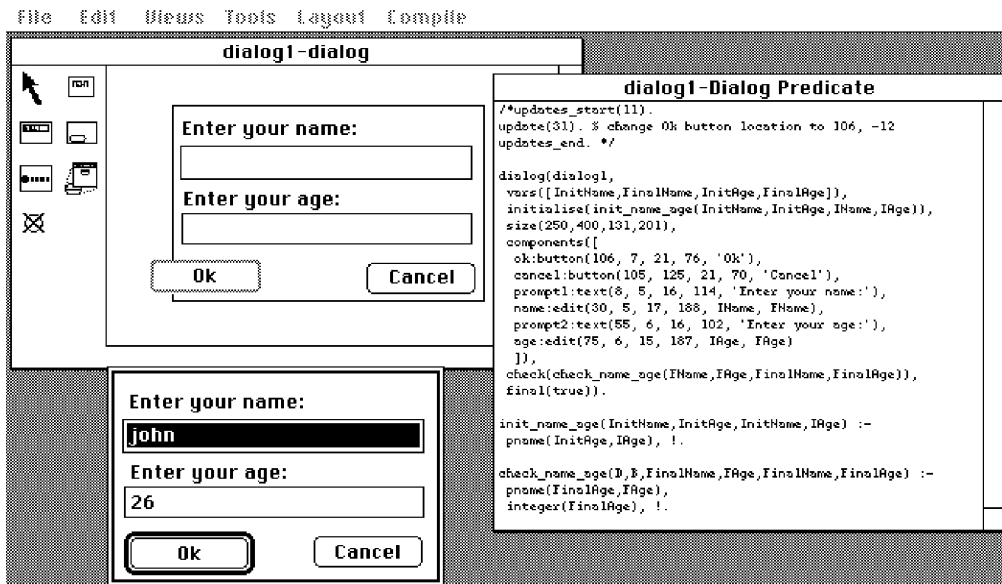 File Edit Views Tools Layout Compile
dialog1-dialog
Enter your name:
Enter your age:
Ok Cancel
dialog1-Dialog Predicate
/*updates_start(11).
update(31). % change Ok button location to 106, -12
updates_end. */
dialog(dialog1,
vars([InitName,FinalName,InitAge,FinalAge]),
initialise(init_name_age(InitName,InitAge,IName,IAge)),
size(250,400,131,201),
components([
ok:button(106, 7, 21, 76, 'Ok'),
cancel:button(105, 125, 21, 70, 'Cancel'),
prompt1:text(8, 5, 16, 114, 'Enter your name:'),
name:edit(30, 5, 17, 188, IName, FName),
prompt2:text(55, 6, 16, 102, 'Enter your age:'),
age:edit(75, 6, 15, 187, IAge, FAge)
]),
check(check_name_age(FName,FAge,FinalName,FinalAge)),
final(true)).
init_name_age(InitName,InitAge,InitName,IAge) :-
pname(InitAge,IAge), !.
check_name_age(D,B,FinalName,FAge,FinalName,FinalAge) :-
pname(FinalAge,FAge),
integer(FinalAge), !.
Enter your name:
john
Enter your age:
26
Ok Cancel